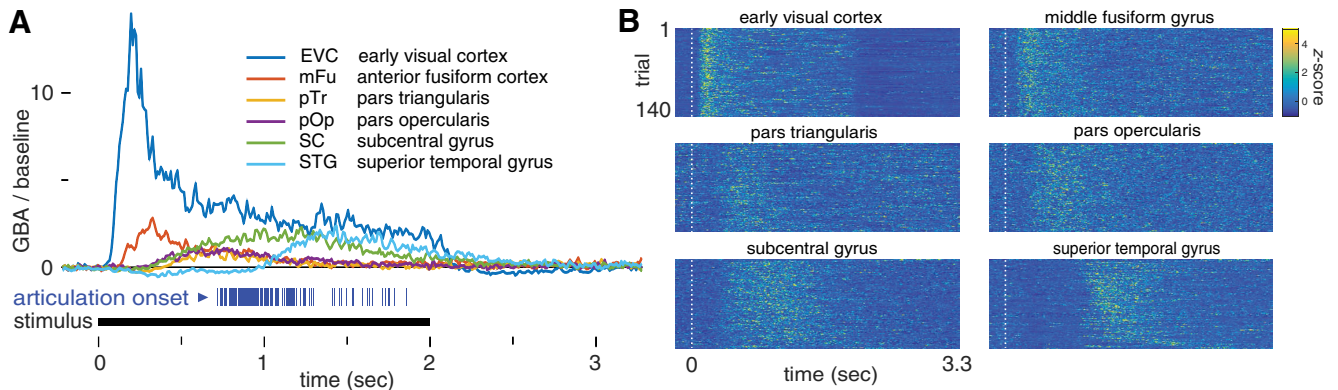 A
10
0
GBA / baseline
EVC early visual cortex
mFu anterior fusiform cortex
pTr pars triangularis
pOp pars opercularis
SC subcentral gyrus
STG superior temporal gyrus
articulation onset ►
stimulus
0 1 2 3
time (sec)
B
early visual cortex
middle fusiform gyrus
1
trial
140
4
2
0
z-score
pars triangularis
pars opercularis
subcentral gyrus
superior temporal gyrus
0 3.3
time (sec)